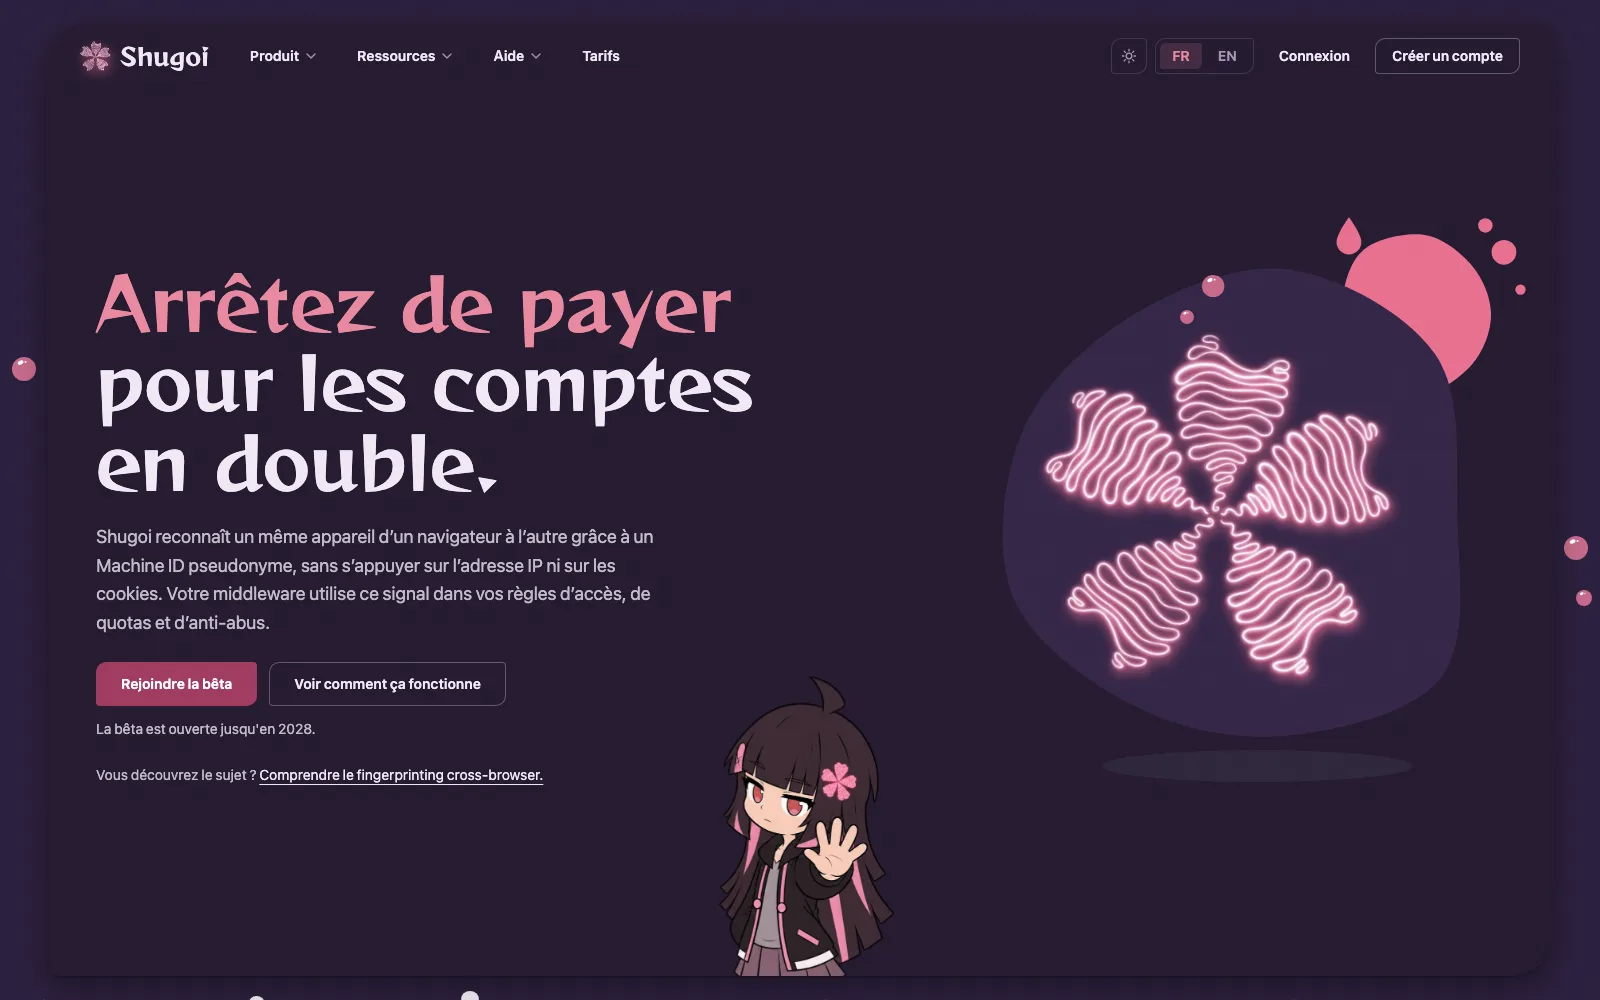 Shugoi
Produit
Ressources
Aide
Tarifs
FR
EN
Connexion
Créer un compte
Arrêtez de payer
pour les comptes
en double.
Shugoi reconnaît un même appareil d’un navigateur à l’autre grâce à un
Machine ID pseudonyme, sans s’appuyer sur l’adresse IP ni sur les
cookies. Votre middleware utilise ce signal dans vos règles d’accès, de
quotas et d’anti-abus.
Rejoindre la bêta
Voir comment ça fonctionne
La bêta est ouverte jusqu'en 2028.
Vous découvrez le sujet ? Comprendre le fingerprinting cross-browser.